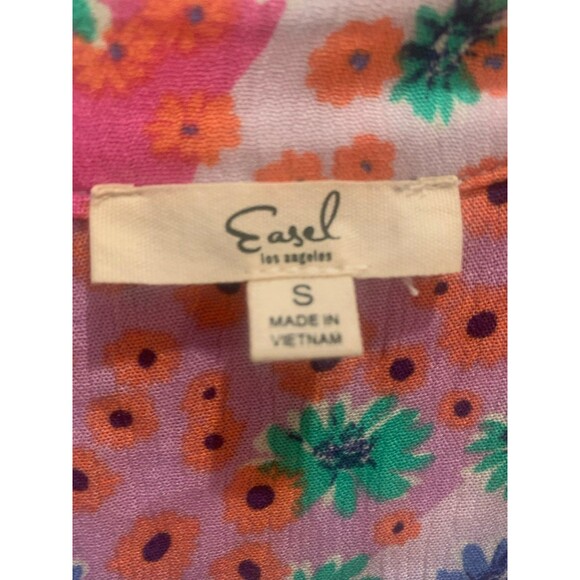 Easel
los angeles
S
MADE IN
VIETNAM